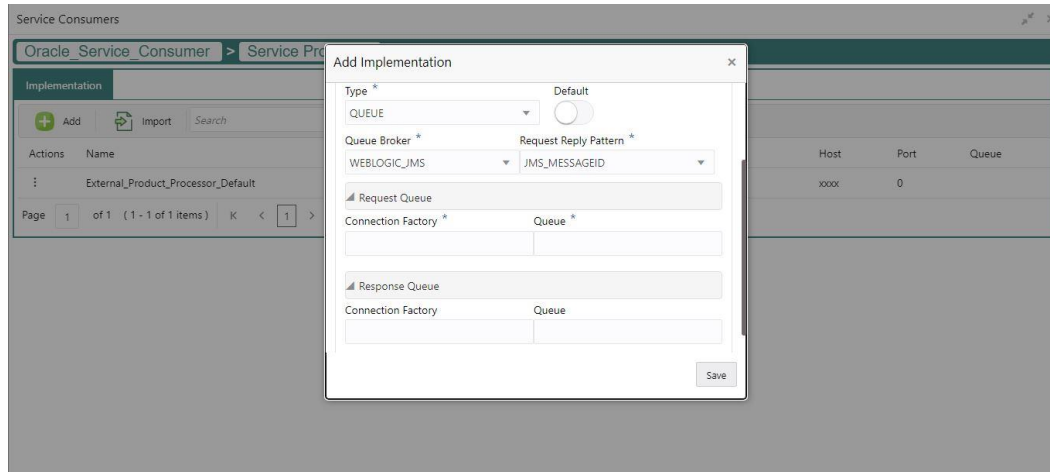 Service Consumers
Oracle_Service_Consumer > Service Pro
Implementation
Add Import Search
Actions Name Host Port Queue
External_Product_Processor_Default xxxx 0
Page 1 of 1 (1 - 1 of 1 items) K < 1 >
Add Implementation ×
Type * Default
QUEUE
Queue Broker * Request Reply Pattern *
WEBLOGIC_JMS JMS_MESSAGEID
Request Queue
Connection Factory * Queue *
Response Queue
Connection Factory Queue
Save